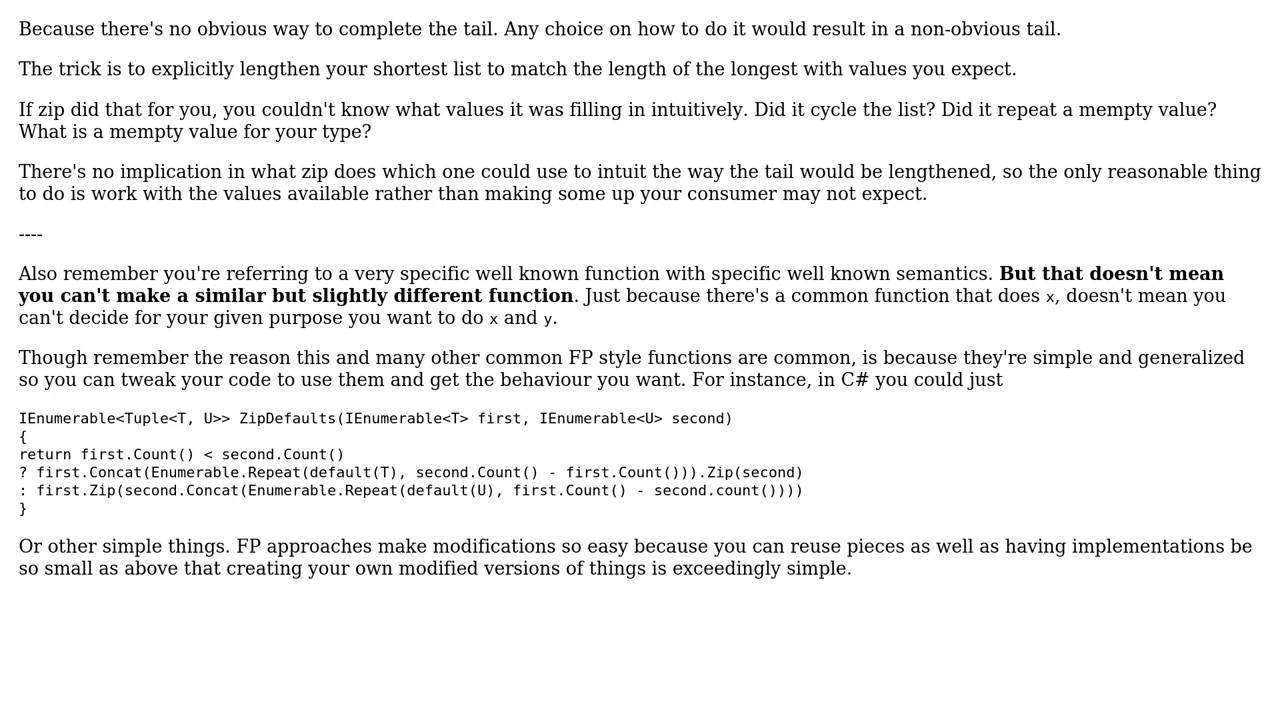 Because there's no obvious way to complete the tail. Any choice on how to do it would result in a non-obvious tail.
The trick is to explicitly lengthen your shortest list to match the length of the longest with values you expect.
If zip did that for you, you couldn't know what values it was filling in intuitively. Did it cycle the list? Did it repeat a mempty value?
What is a mempty value for your type?
There's no implication in what zip does which one could use to intuit the way the tail would be lengthened, so the only reasonable thing
to do is work with the values available rather than making some up your consumer may not expect.
----
Also remember you're referring to a very specific well known function with specific well known semantics. But that doesn't mean
you can't make a similar but slightly different function. Just because there's a common function that does x, doesn't mean you
can't decide for your given purpose you want to do x and y.
Though remember the reason this and many other common FP style functions are common, is because they're simple and generalized
so you can tweak your code to use them and get the behaviour you want. For instance, in C# you could just
IEnumerable<Tuple<T, U>> ZipDefaults(IEnumerable<T> first, IEnumerable<U> second)
{
return first.Count() < second.Count()
? first.Concat(Enumerable.Repeat(default(T), second.Count() - first.Count())).Zip(second)
: first.Zip(second.Concat(Enumerable.Repeat(default(U), first.Count() - second.count())))
}
Or other simple things. FP approaches make modifications so easy because you can reuse pieces as well as having implementations be
so small as above that creating your own modified versions of things is exceedingly simple.